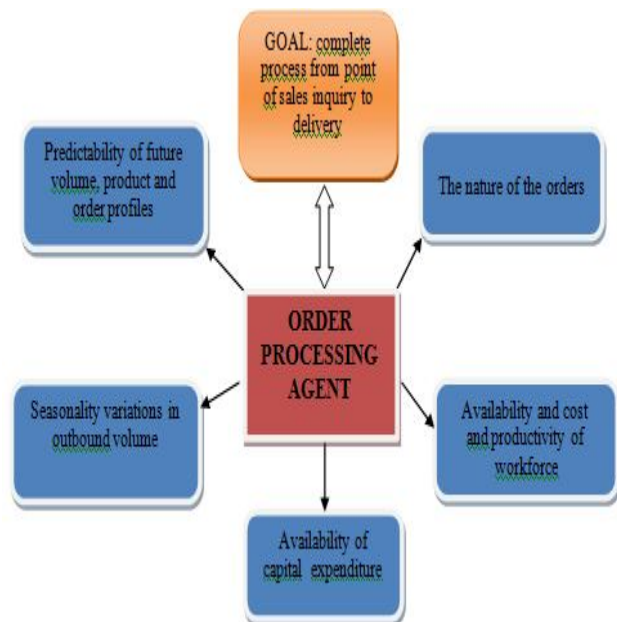 GOAL: complete
process from point
of sales inquiry to
delivery
Predictability of future
volume, product and
order profiles
The nature of the orders
ORDER
PROCESSING
AGENT
Seasonality variations in
outbound volume
Availability and cost
and productivity of
workforce
Availability of
capital expenditure